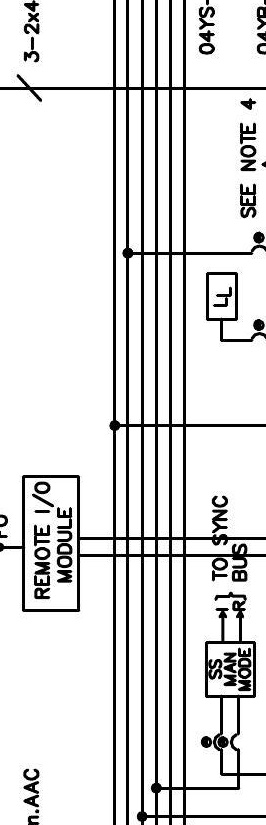 3-2x4
04YS-
04YB-
SEE NOTE 4
LL
REMOTE I/O
MODULE
TO SYNC
BUS
I
R
SS
MAN
MODE
n.AAC